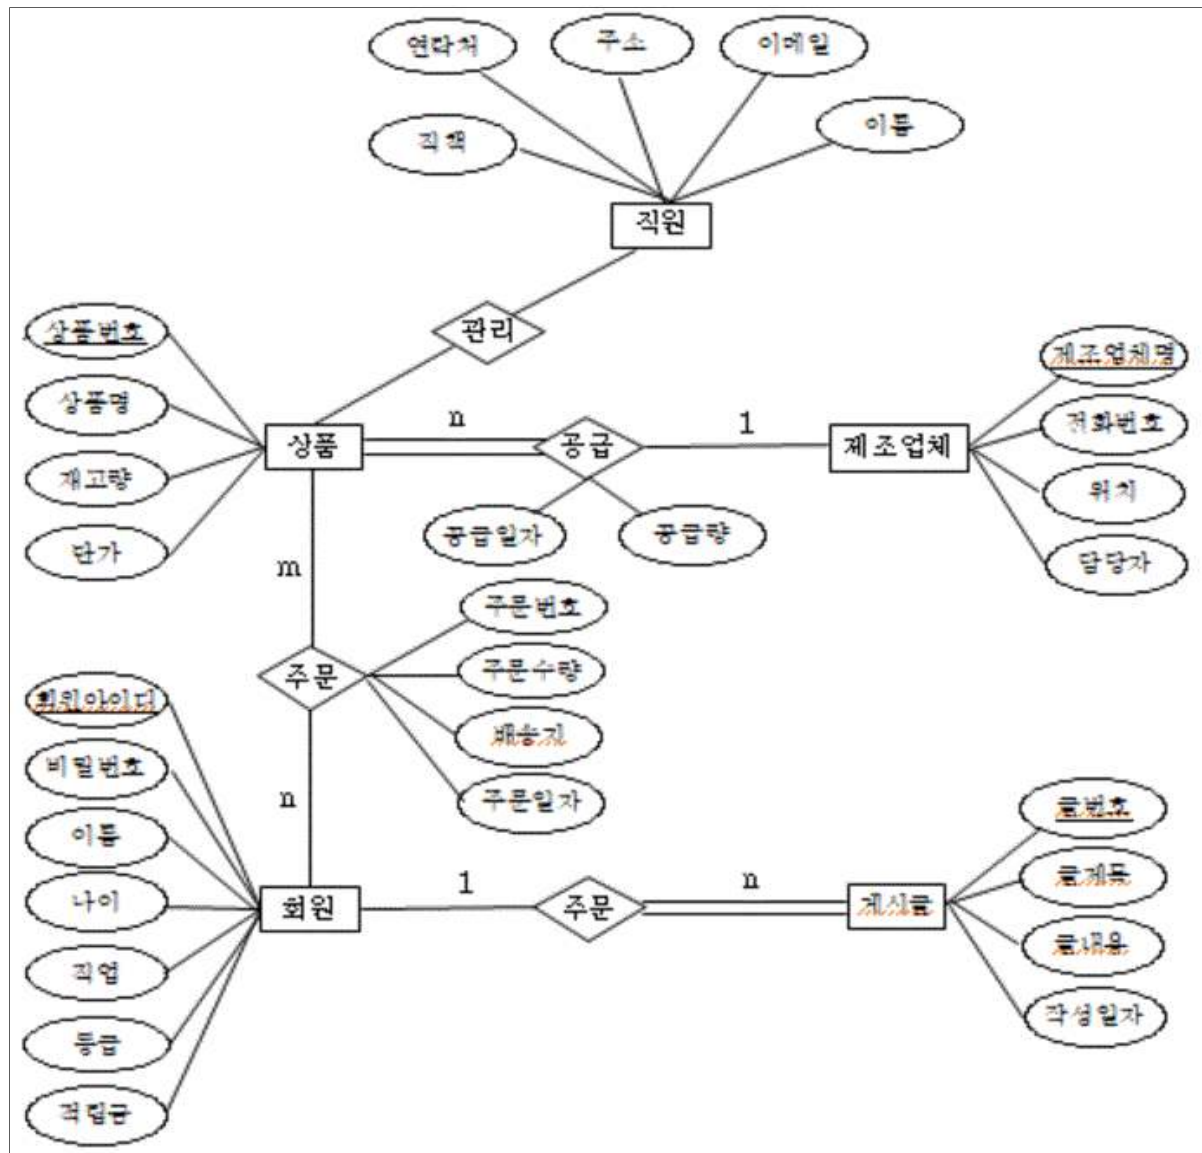 연락처
주소
이메일
직책
이름
직원
관리
상품번호
상품명
재고량
단가
상품
n
공급
1
제조업체
공급일자
공급량
제조업체명
전화번호
위치
담당자
m
주문
주문번호
주문수량
배송지
주문일자
n
회원아이디
비밀번호
이름
나이
직업
등급
적립금
회원
1
주문
n
게시글
글번호
글제목
글내용
작성일자